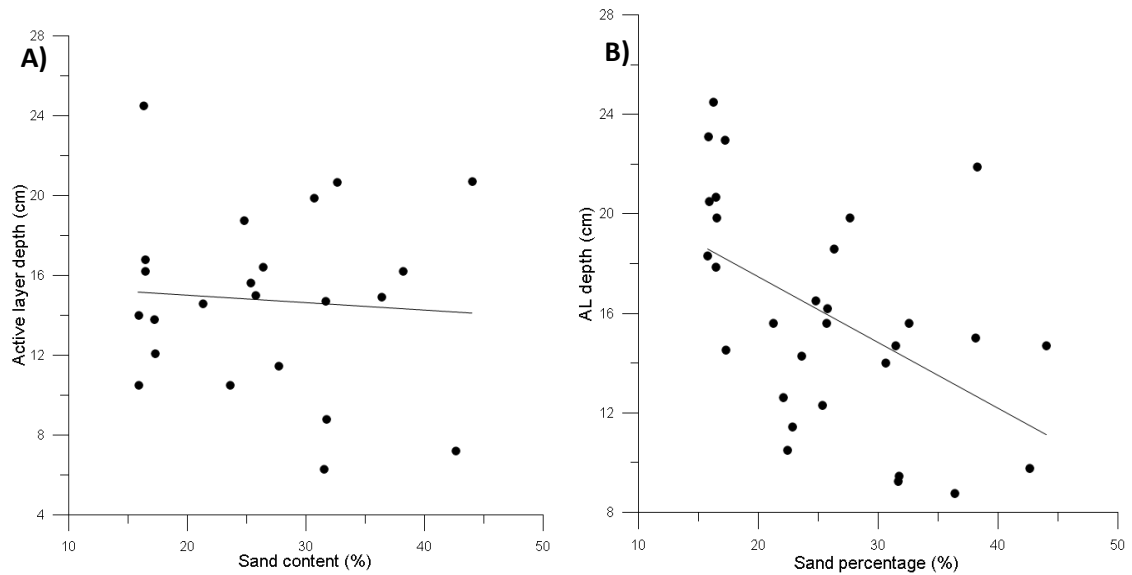 A)
28
24
20
16
12
8
4
Active layer depth (cm)
10 20 30 40 50
Sand content (%)
B)
28
24
20
16
12
8
AL depth (cm)
10 20 30 40 50
Sand percentage (%)